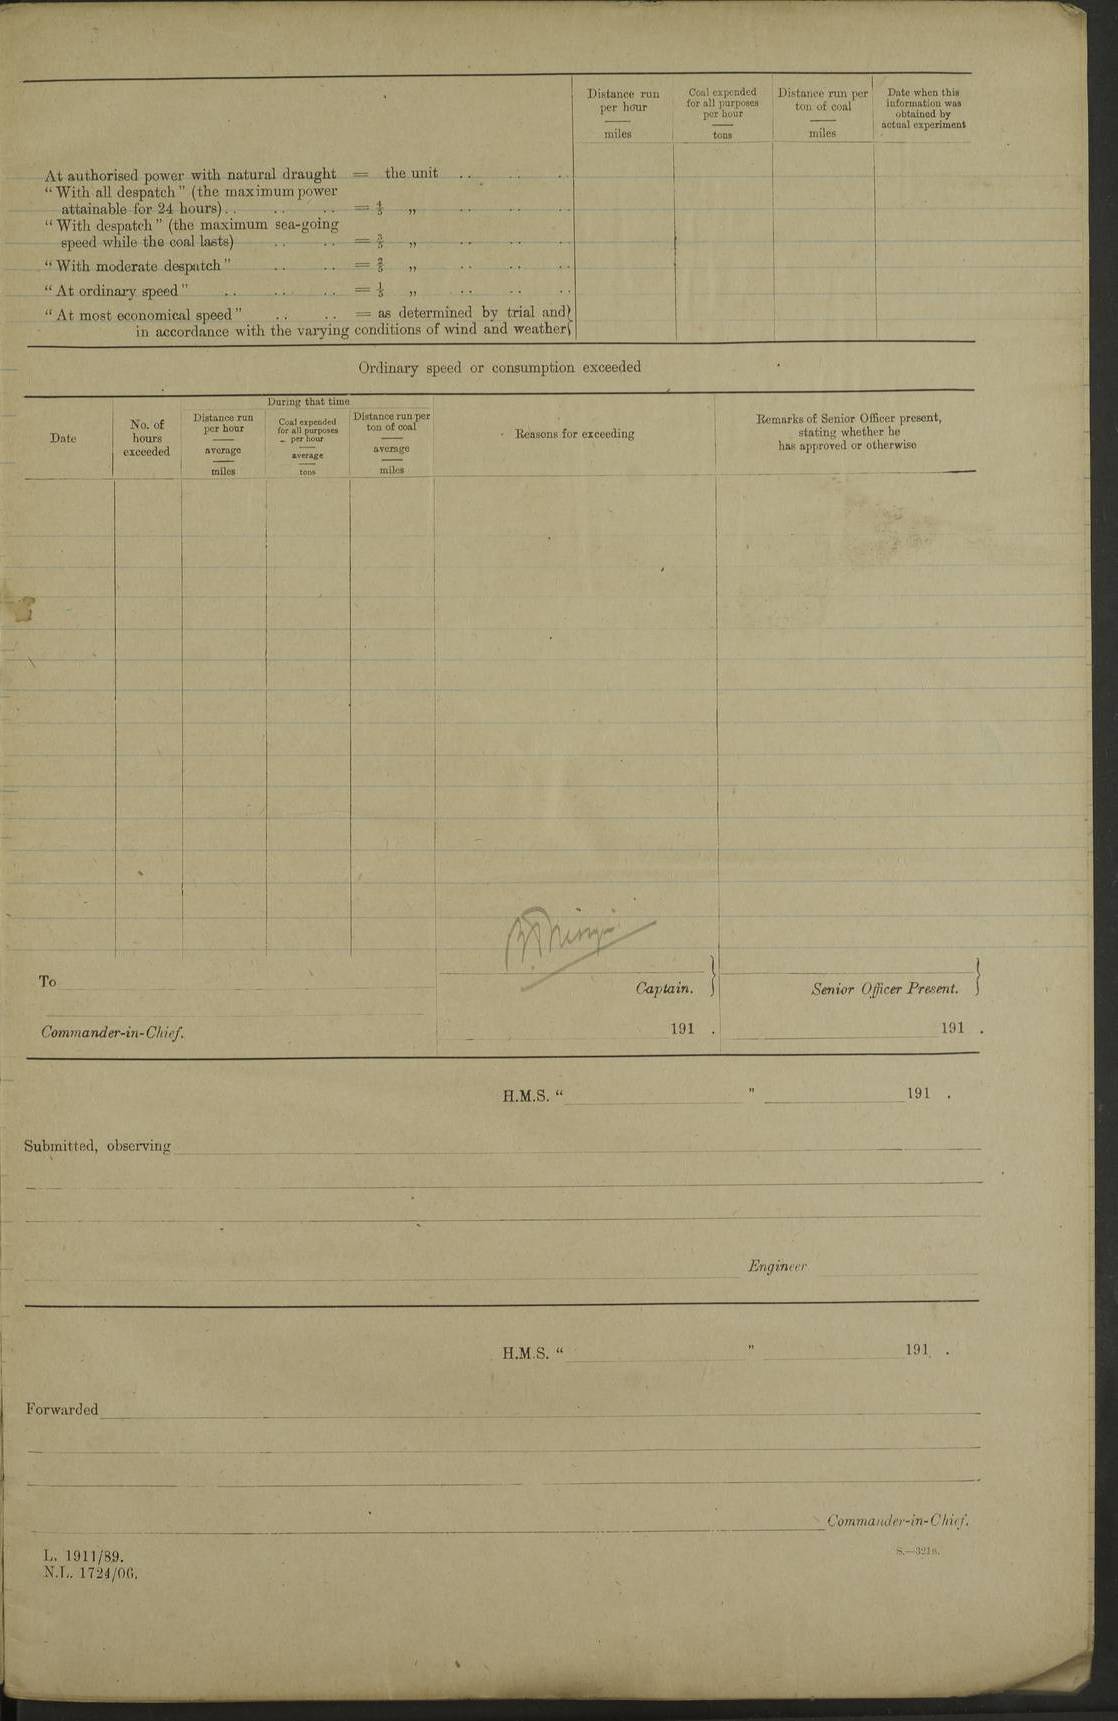 Distance run
per hour
miles
Coal expended
for all purposes
per hour
tons
Distance run per
ton of coal
miles
Date when this
information was
obtained by
actual experiment
At authorised power with natural draught = the unit .. .. ..
“With all despatch” (the maximum power
attainable for 24 hours).. .. .. = 4/5 „ .. .. ..
“With despatch” (the maximum sea-going
speed while the coal lasts) .. .. = 3/5 „ .. .. ..
“With moderate despatch” .. .. = 2/5 „ .. .. ..
“At ordinary speed” .. .. .. = 1/5 „ .. .. ..
“At most economical speed” .. .. = as determined by trial and}
in accordance with the varying conditions of wind and weather}
Ordinary speed or consumption exceeded
Date
No. of
hours
exceeded
During that time
Distance run
per hour
average
miles
Coal expended
for all purposes
per hour
average
tons
Distance run per
ton of coal
average
miles
Reasons for exceeding
Remarks of Senior Officer present,
stating whether he
has approved or otherwise
To
Captain. }
Senior Officer Present. }
Commander-in-Chief.
191 .
191 .
H.M.S. “ ” 191 .
Submitted, observing
Engineer
H.M.S. “ ” 191 .
Forwarded
Commander-in-Chief.
L. 1911/89.
N.L. 1724/06.